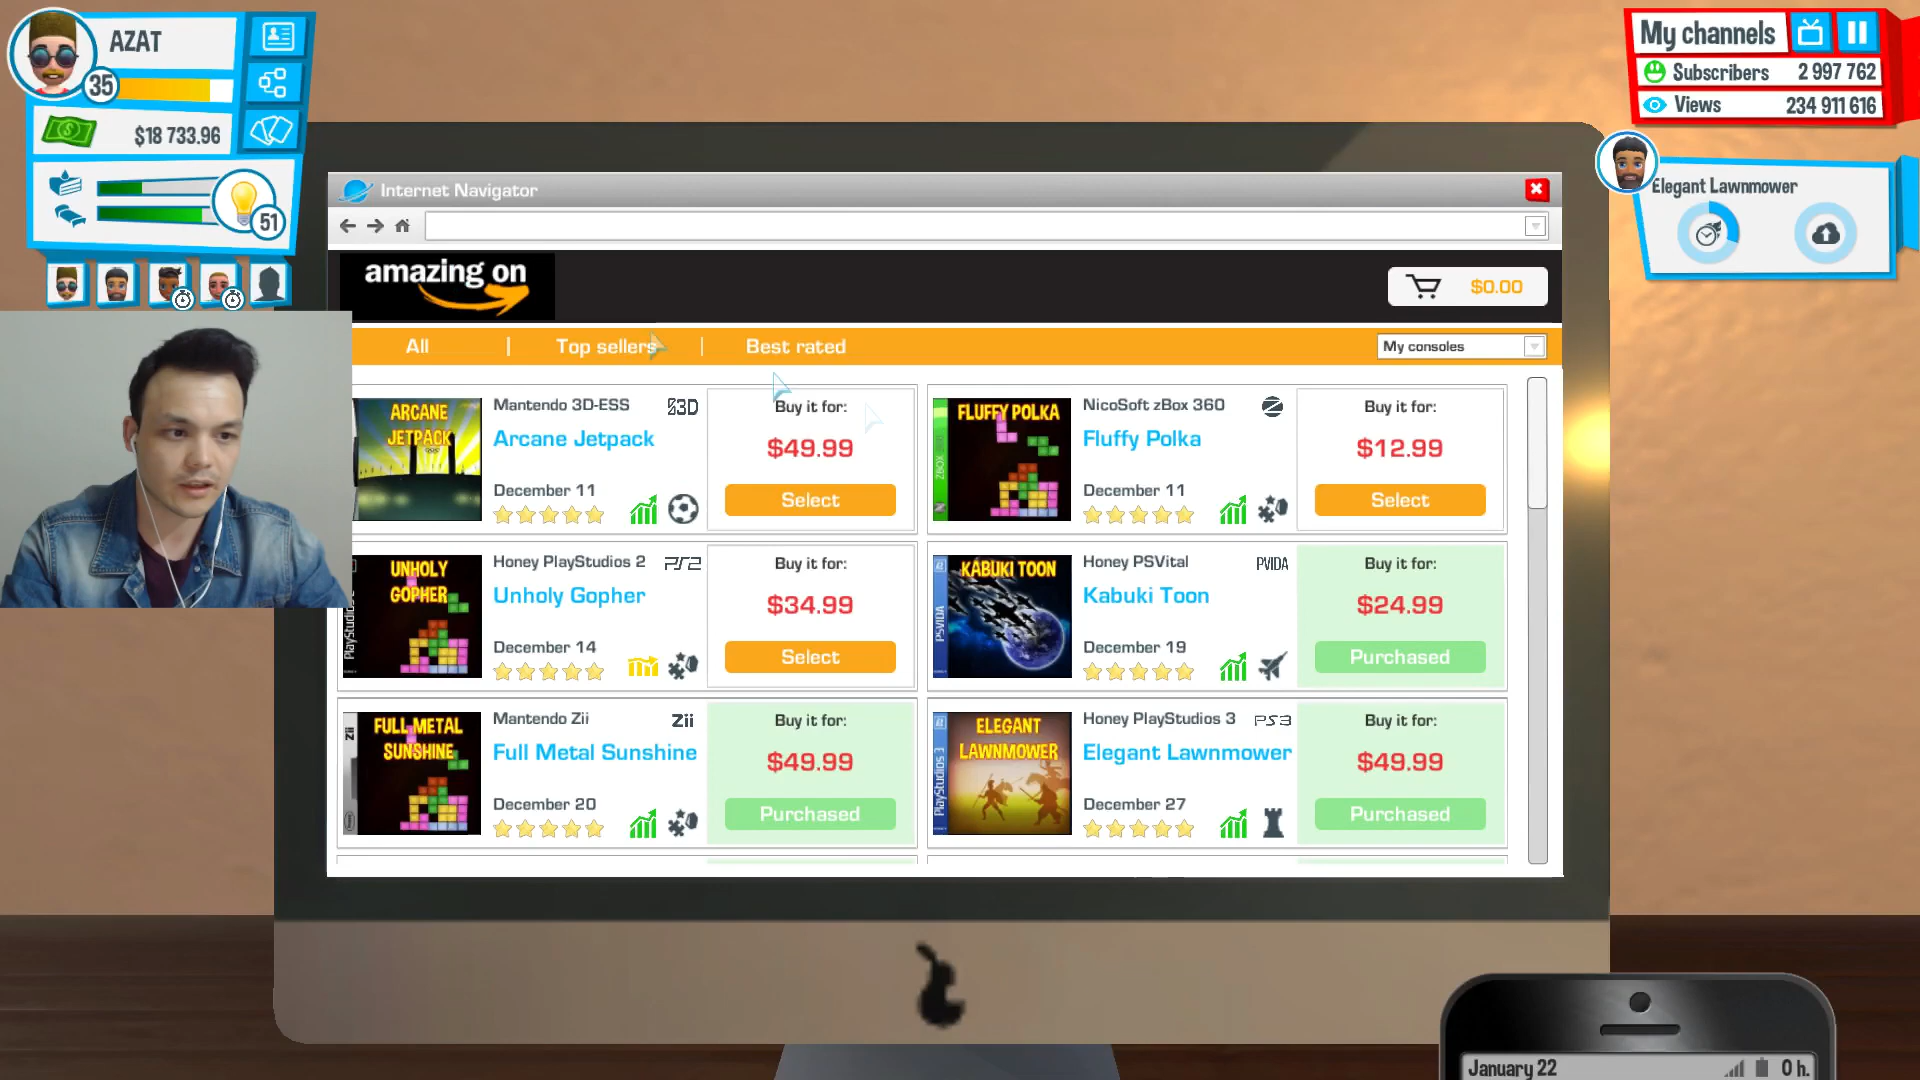 AZAT
35
$18 733.96
51
My channels
Subscribers 2 997 762
Views 234 911 616
Elegant Lawnmower
Internet Navigator
amazing on
$0.00
All | Top sellers | Best rated
My consoles
ARCANE JETPACK
Mantendo 3D-ESS
Arcane Jetpack
December 11
Buy it for:
$49.99
Select
FLUFFY POLKA
NicoSoft zBox 360
Fluffy Polka
December 11
Buy it for:
$12.99
Select
UNHOLY GOPHER
Honey PlayStudios 2 PS2
Unholy Gopher
December 14
Buy it for:
$34.99
Select
KABUKI TOON
PSVIDA
Honey PSVital PVIDA
Kabuki Toon
December 19
Buy it for:
$24.99
Purchased
FULL METAL SUNSHINE
Zii
Mantendo Zii Zii
Full Metal Sunshine
December 20
Buy it for:
$49.99
Purchased
ELEGANT LAWNMOWER
PlayStudios 3
Honey PlayStudios 3 PS3
Elegant Lawnmower
December 27
Buy it for:
$49.99
Purchased
January 22 0 h.